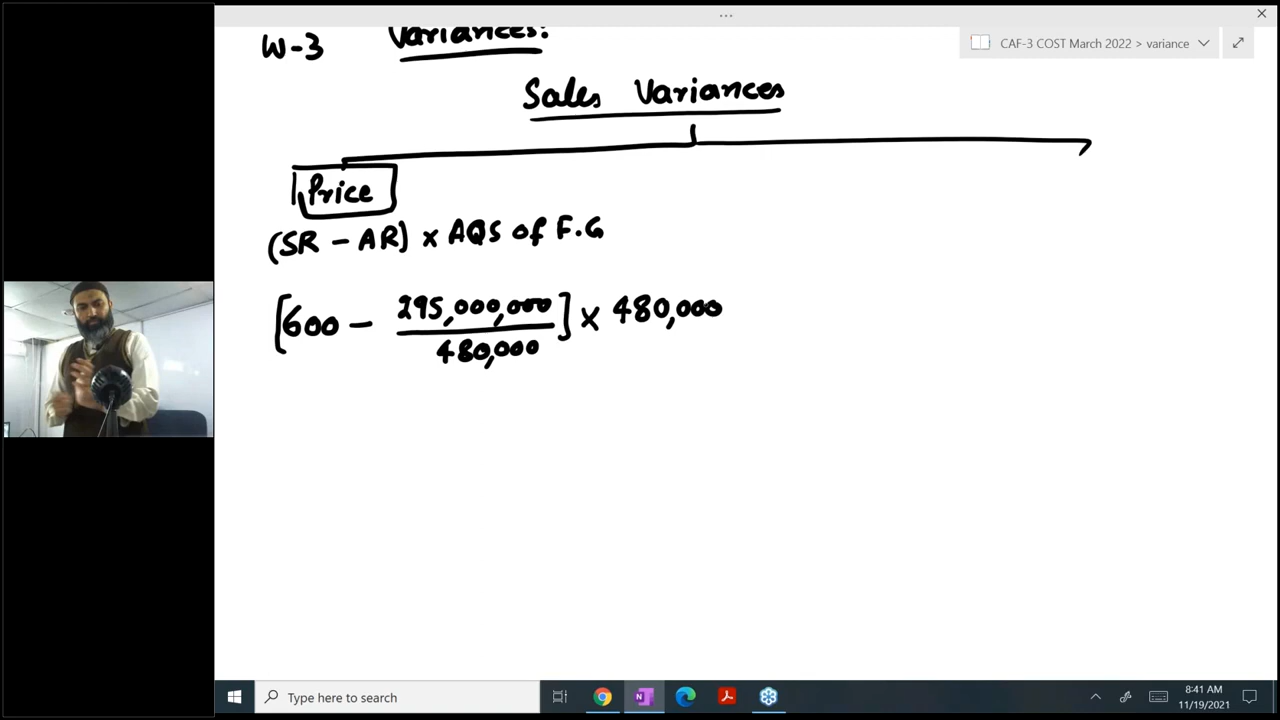 CAF-3 COST March 2022 > variance
W-3 Variances:
Sales Variances
Price
(SR - AR) × AQS of F.G
[600 - 295,000,000 / 480,000] × 480,000
Type here to search
8:41 AM
11/19/2021